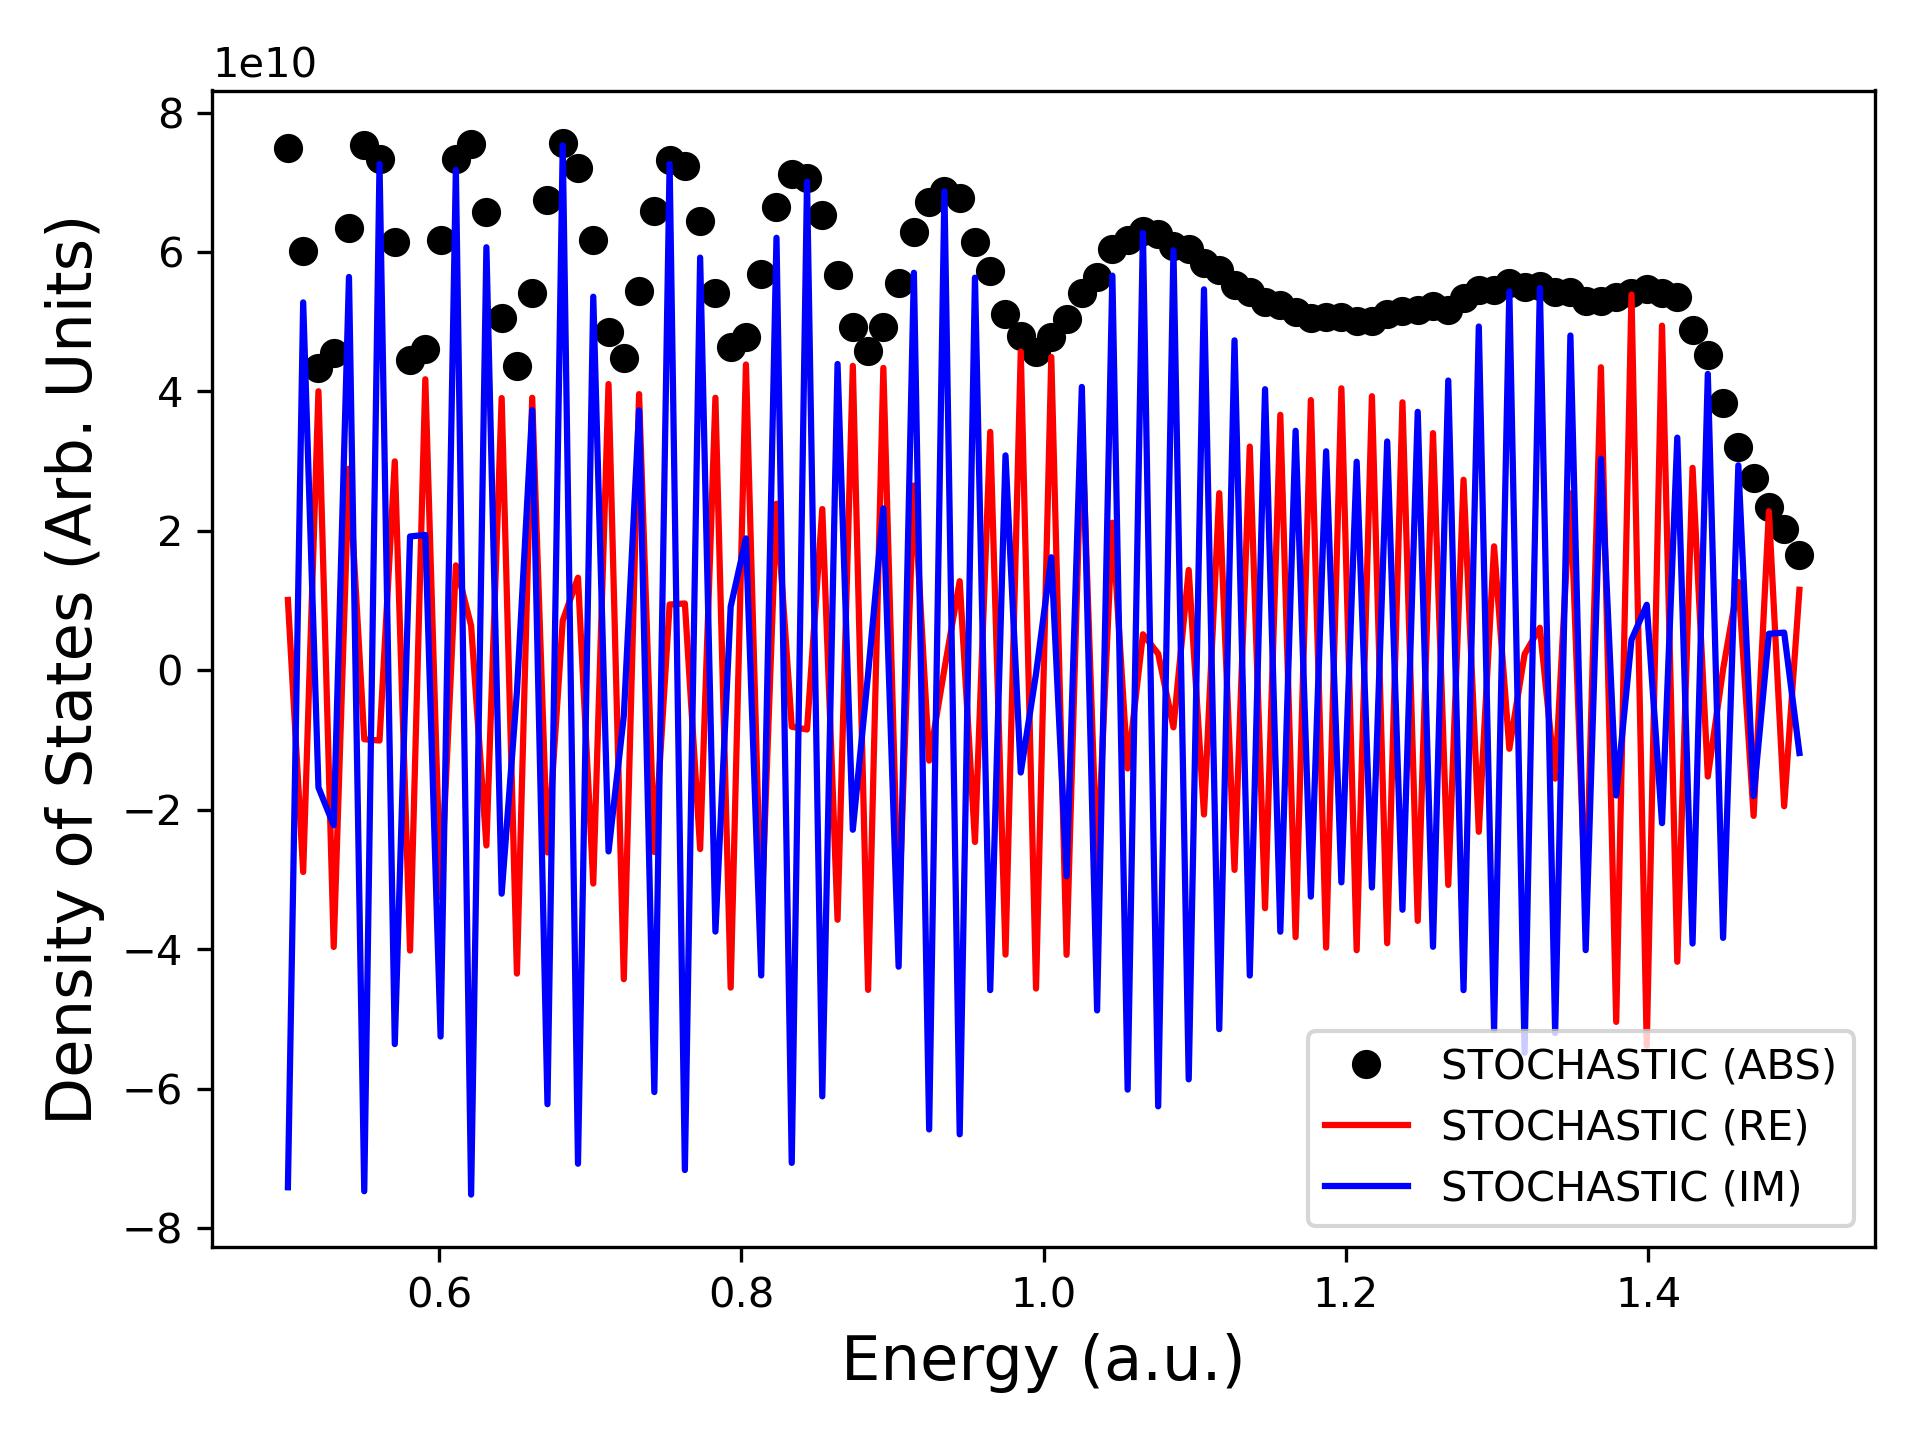 1e10
8
6
4
2
0
−2
−4
−6
−8
Density of States (Arb. Units)
STOCHASTIC (ABS)
STOCHASTIC (RE)
STOCHASTIC (IM)
0.6 0.8 1.0 1.2 1.4
Energy (a.u.)